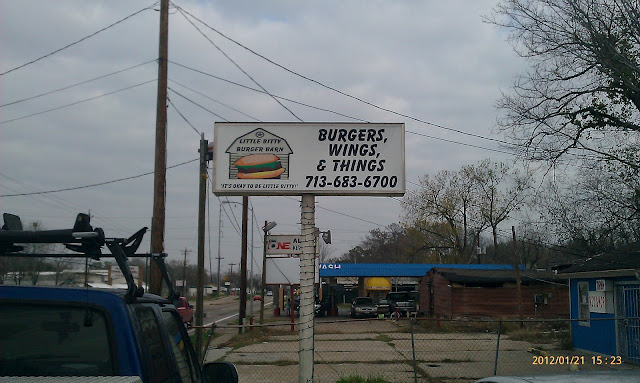 LITTLE BITTY
BURGER BARN
"IT'S OKAY TO BE LITTLE BITTY!"
BURGERS,
WINGS,
& THINGS
713-683-6700
ONE
WASH
2012/01/21 15:23